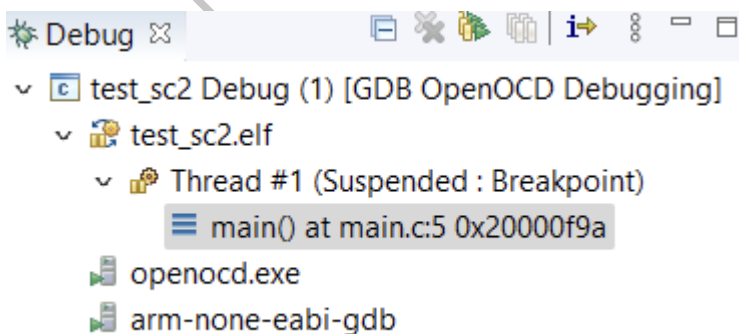 Debug
test_sc2 Debug (1) [GDB OpenOCD Debugging]
test_sc2.elf
Thread #1 (Suspended : Breakpoint)
main() at main.c:5 0x20000f9a
openocd.exe
arm-none-eabi-gdb